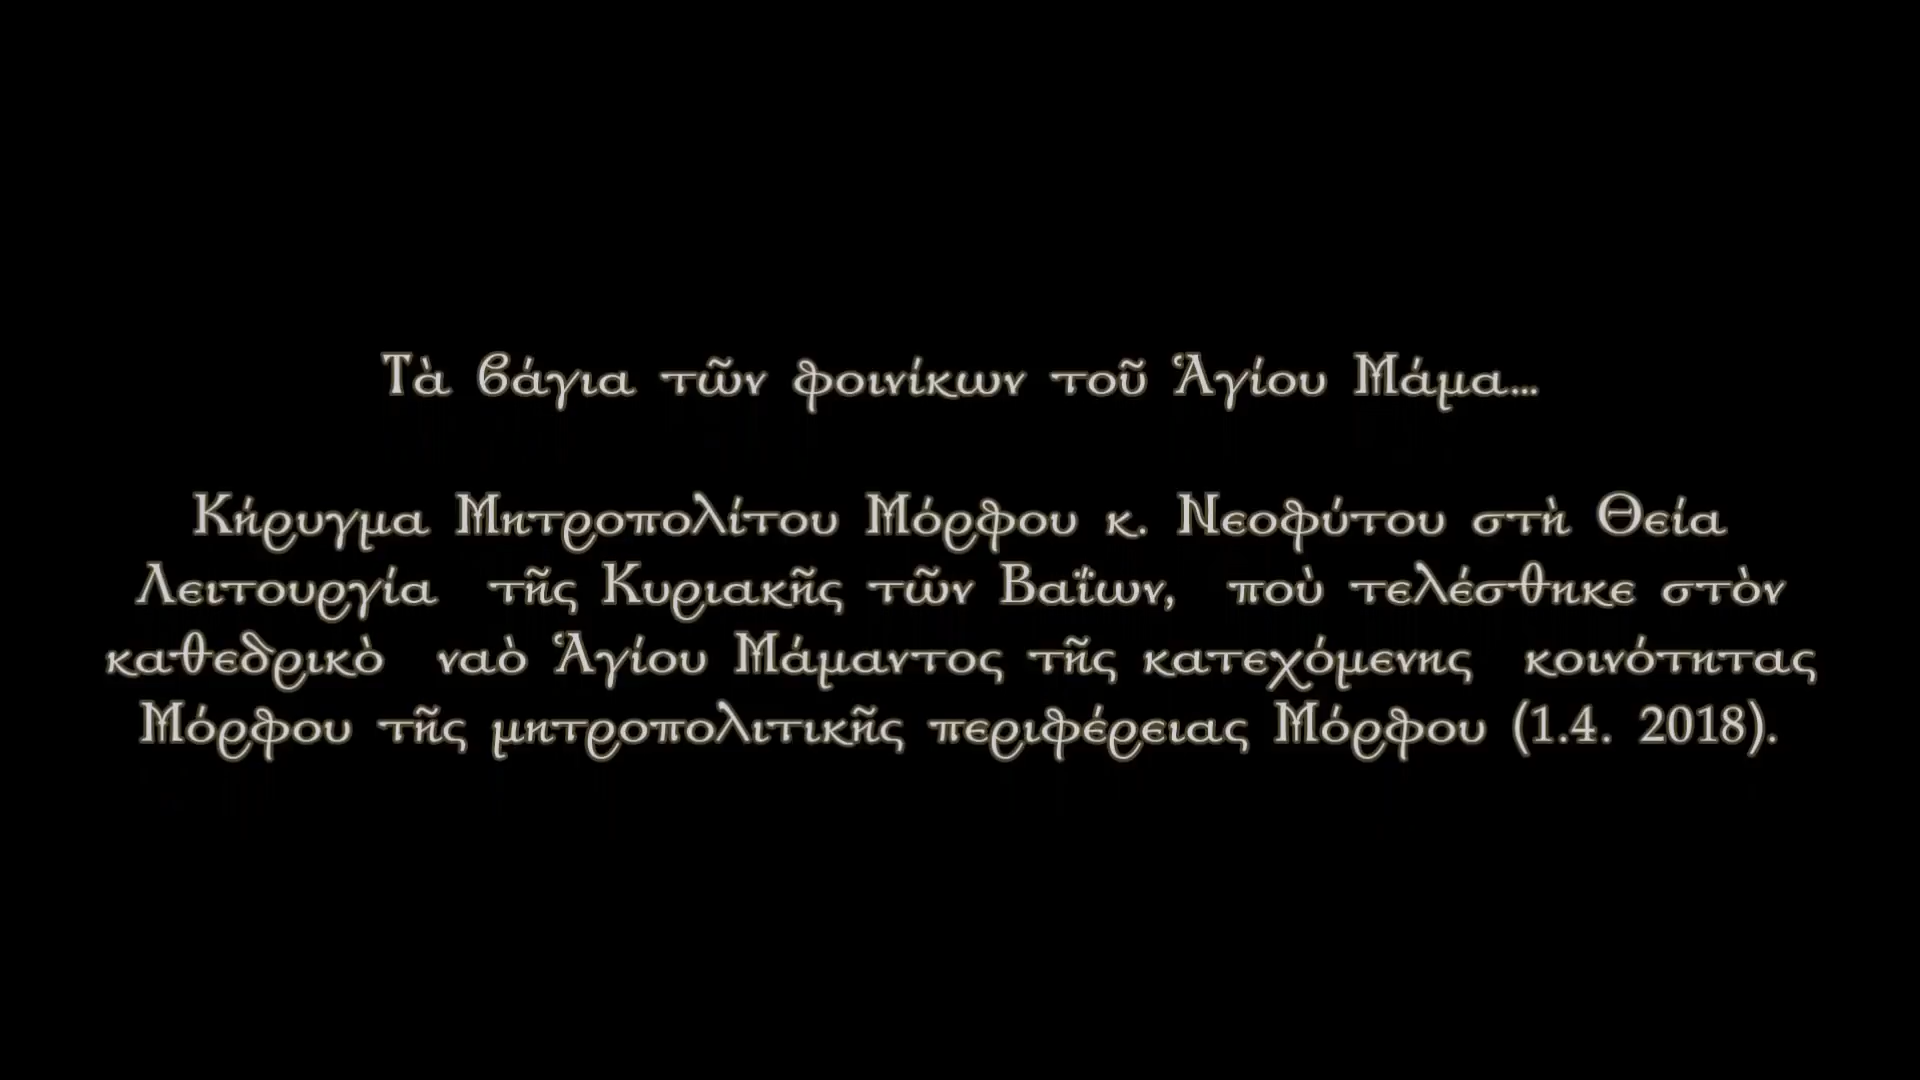 Τὰ βάγια τῶν φοινίκων τοῦ Ἁγίου Μάμα...
Κήρυγμα Μητροπολίτου Μόρφου κ. Νεοφύτου στὴ Θεία
Λειτουργία τῆς Κυριακῆς τῶν Βαΐων, ποὺ τελέσθηκε στὸν
καθεδρικὸ ναὸ Ἁγίου Μάμαντος τῆς κατεχόμενης κοινότητας
Μόρφου τῆς μητροπολιτικῆς περιφέρειας Μόρφου (1.4. 2018).